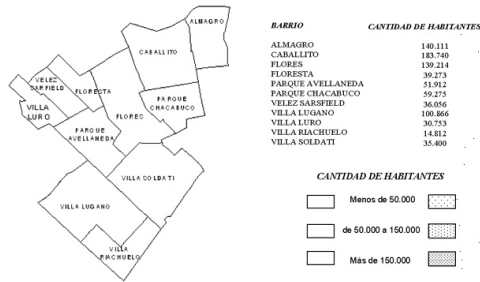 ALMAGRO
CABALLITO
VELEZ
SARFIELD
FLORESTA
PARQUE
CHACABUCO
VILLA
LURO
FLORES
PARQUE
AVELLANEDA
VILLA SOLDATI
VILLA LUGANO
VILLA
RIACHUELO
BARRIO CANTIDAD DE HABITANTES
ALMAGRO 140.111
CABALLITO 183.740
FLORES 139.214
FLORESTA 39.273
PARQUE AVELLANEDA 51.912
PARQUE CHACABUCO 59.275
VELEZ SARSFIELD 36.056
VILLA LUGANO 100.866
VILLA LURO 30.753
VILLA RIACHUELO 14.812
VILLA SOLDATI 35.400
CANTIDAD DE HABITANTES
Menos de 50.000
de 50.000 a 150.000
Más de 150.000